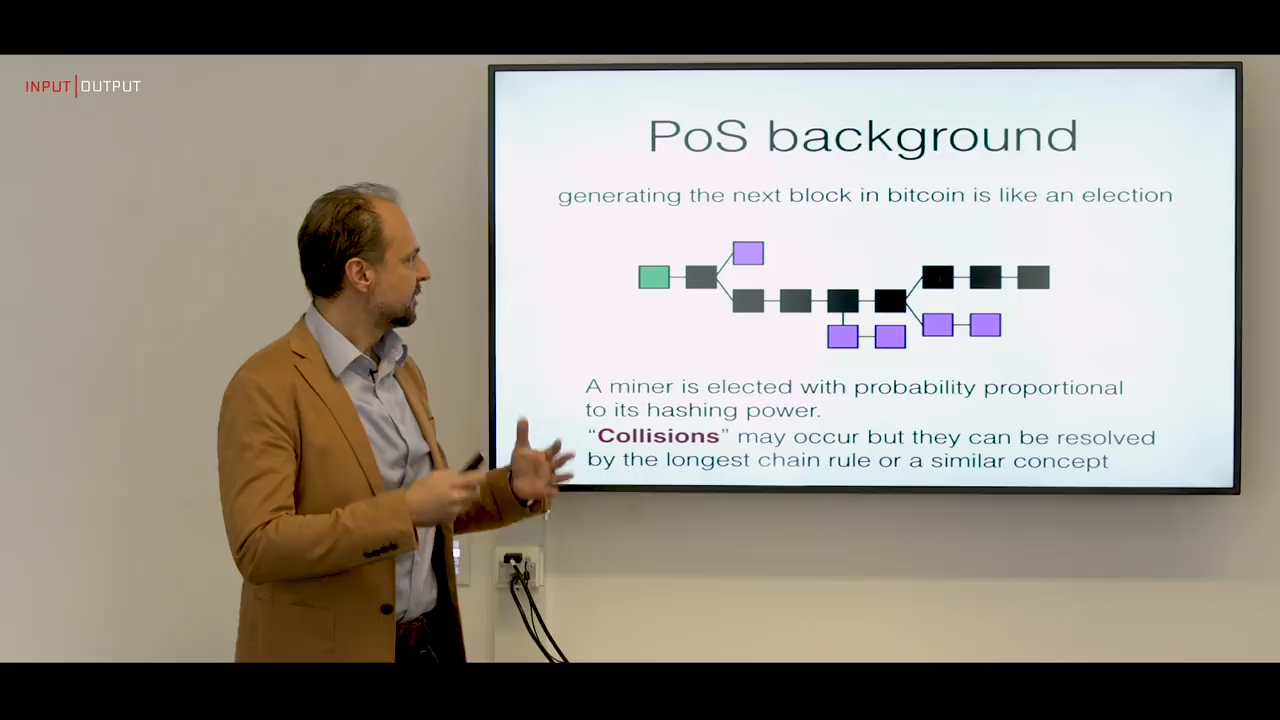 INPUT|OUTPUT
PoS background
generating the next block in bitcoin is like an election
A miner is elected with probability proportional
to its hashing power.
“Collisions” may occur but they can be resolved
by the longest chain rule or a similar concept